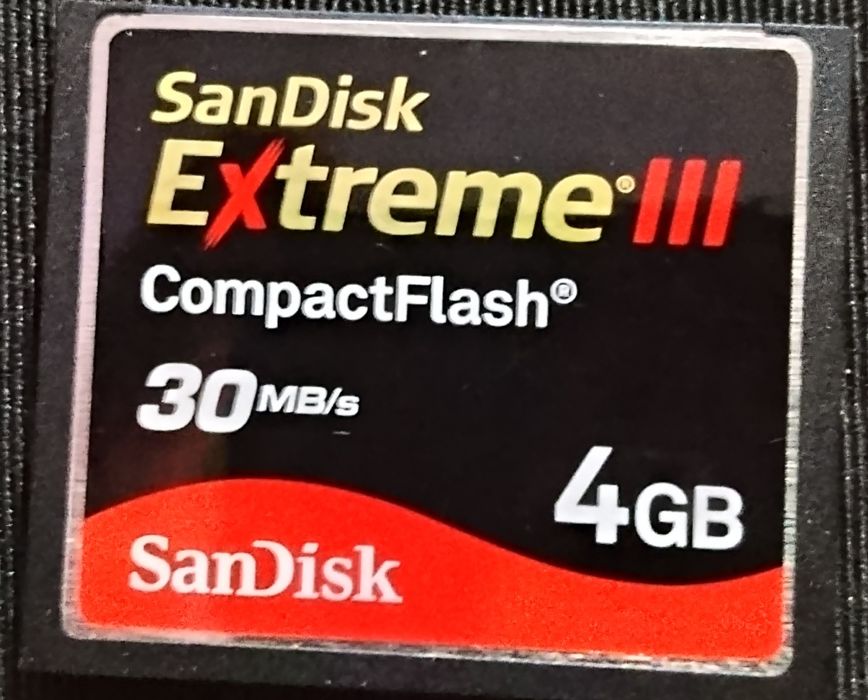 SanDisk
Extreme® III
CompactFlash®
30MB/s
4GB
SanDisk